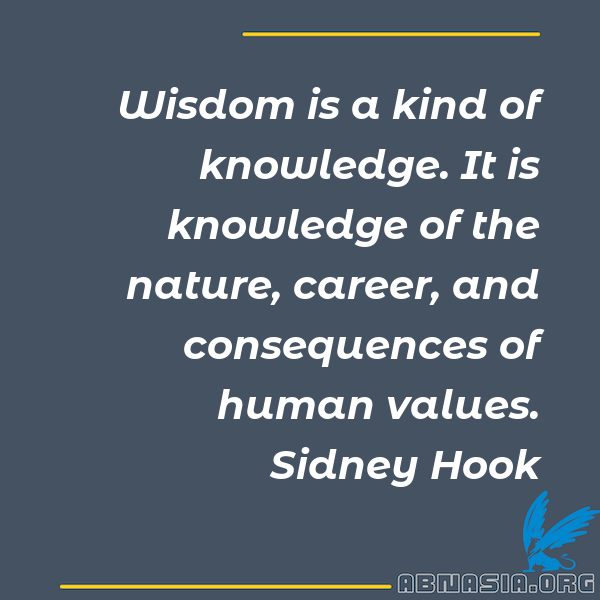 Wisdom is a kind of
knowledge. It is
knowledge of the
nature, career, and
consequences of
human values.
Sidney Hook
ABNASIA.ORG